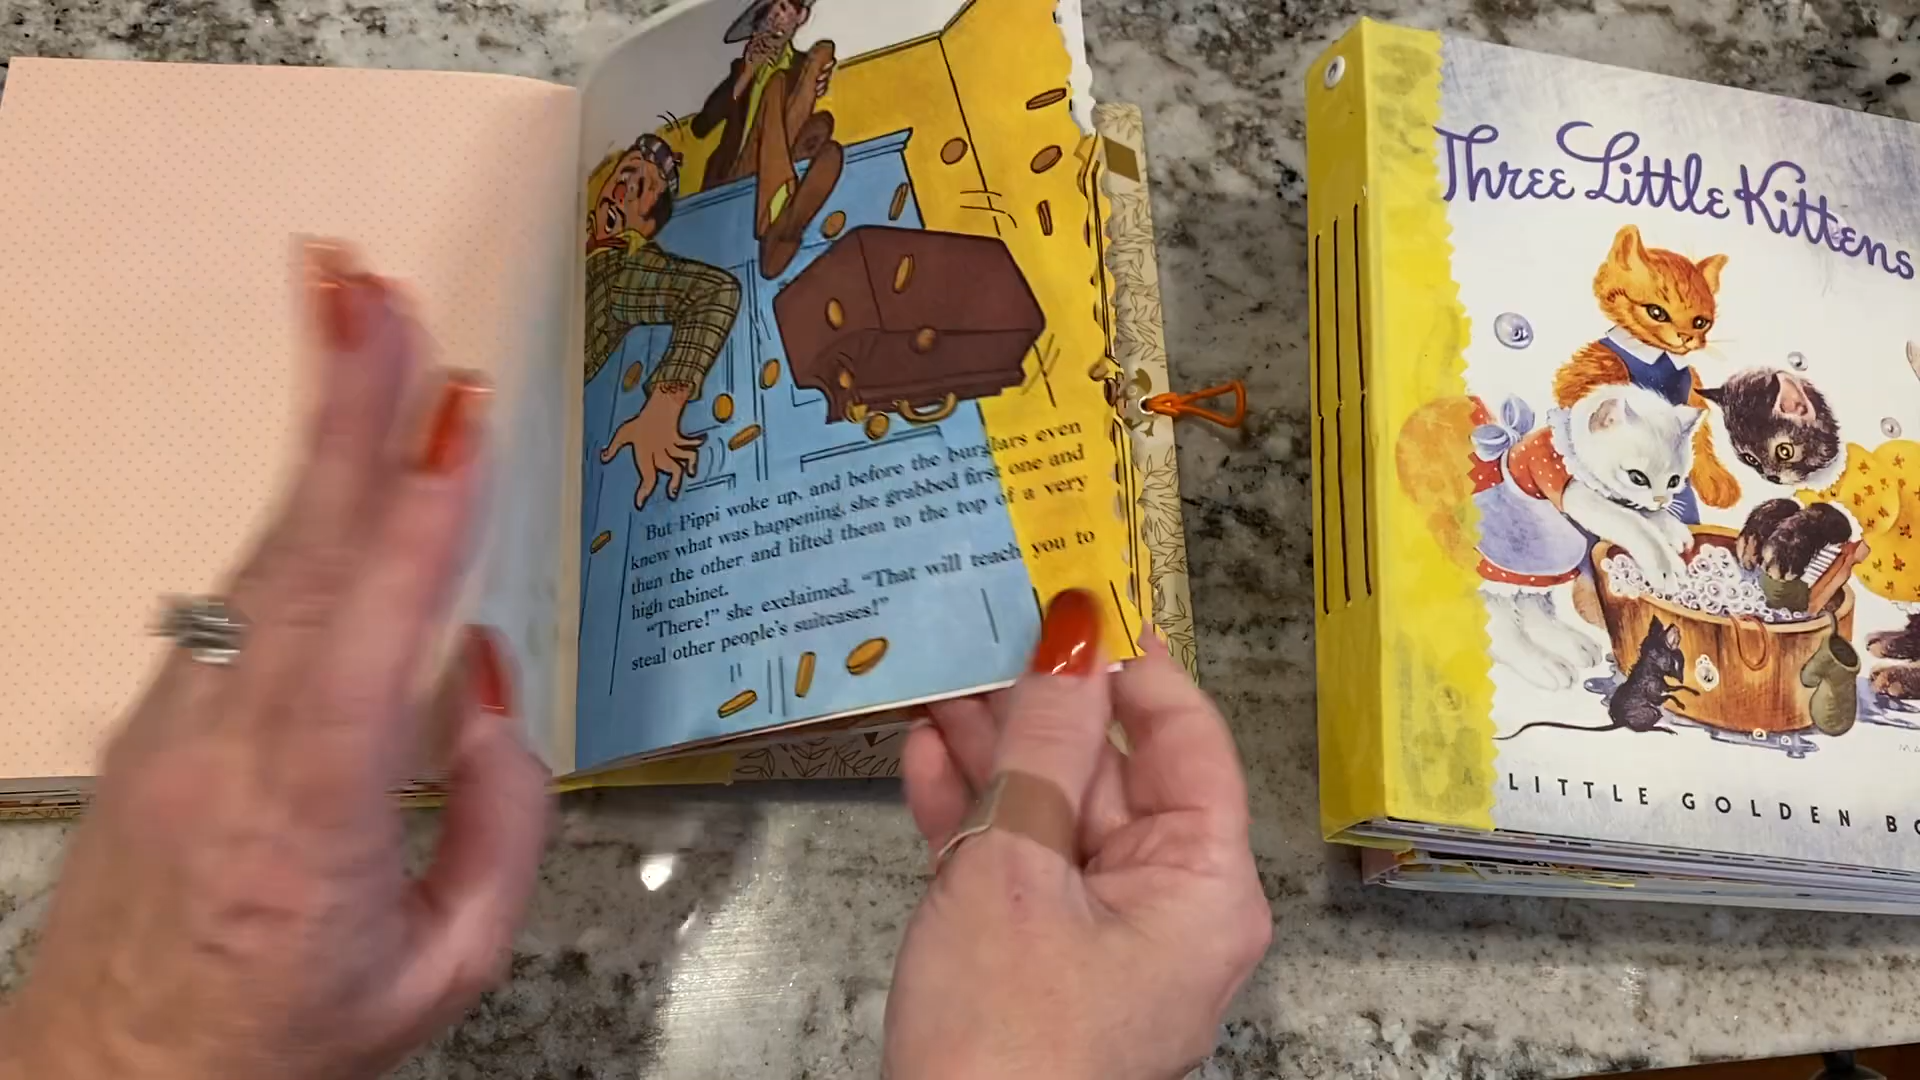 But Pippi woke up, and before the burglars even
knew what was happening, she grabbed first one and
then the other and lifted them to the top of a very
high cabinet.
"There!" she exclaimed. "That will teach you to
steal other people's suitcases!"
Three Little Kittens
A LITTLE GOLDEN BO